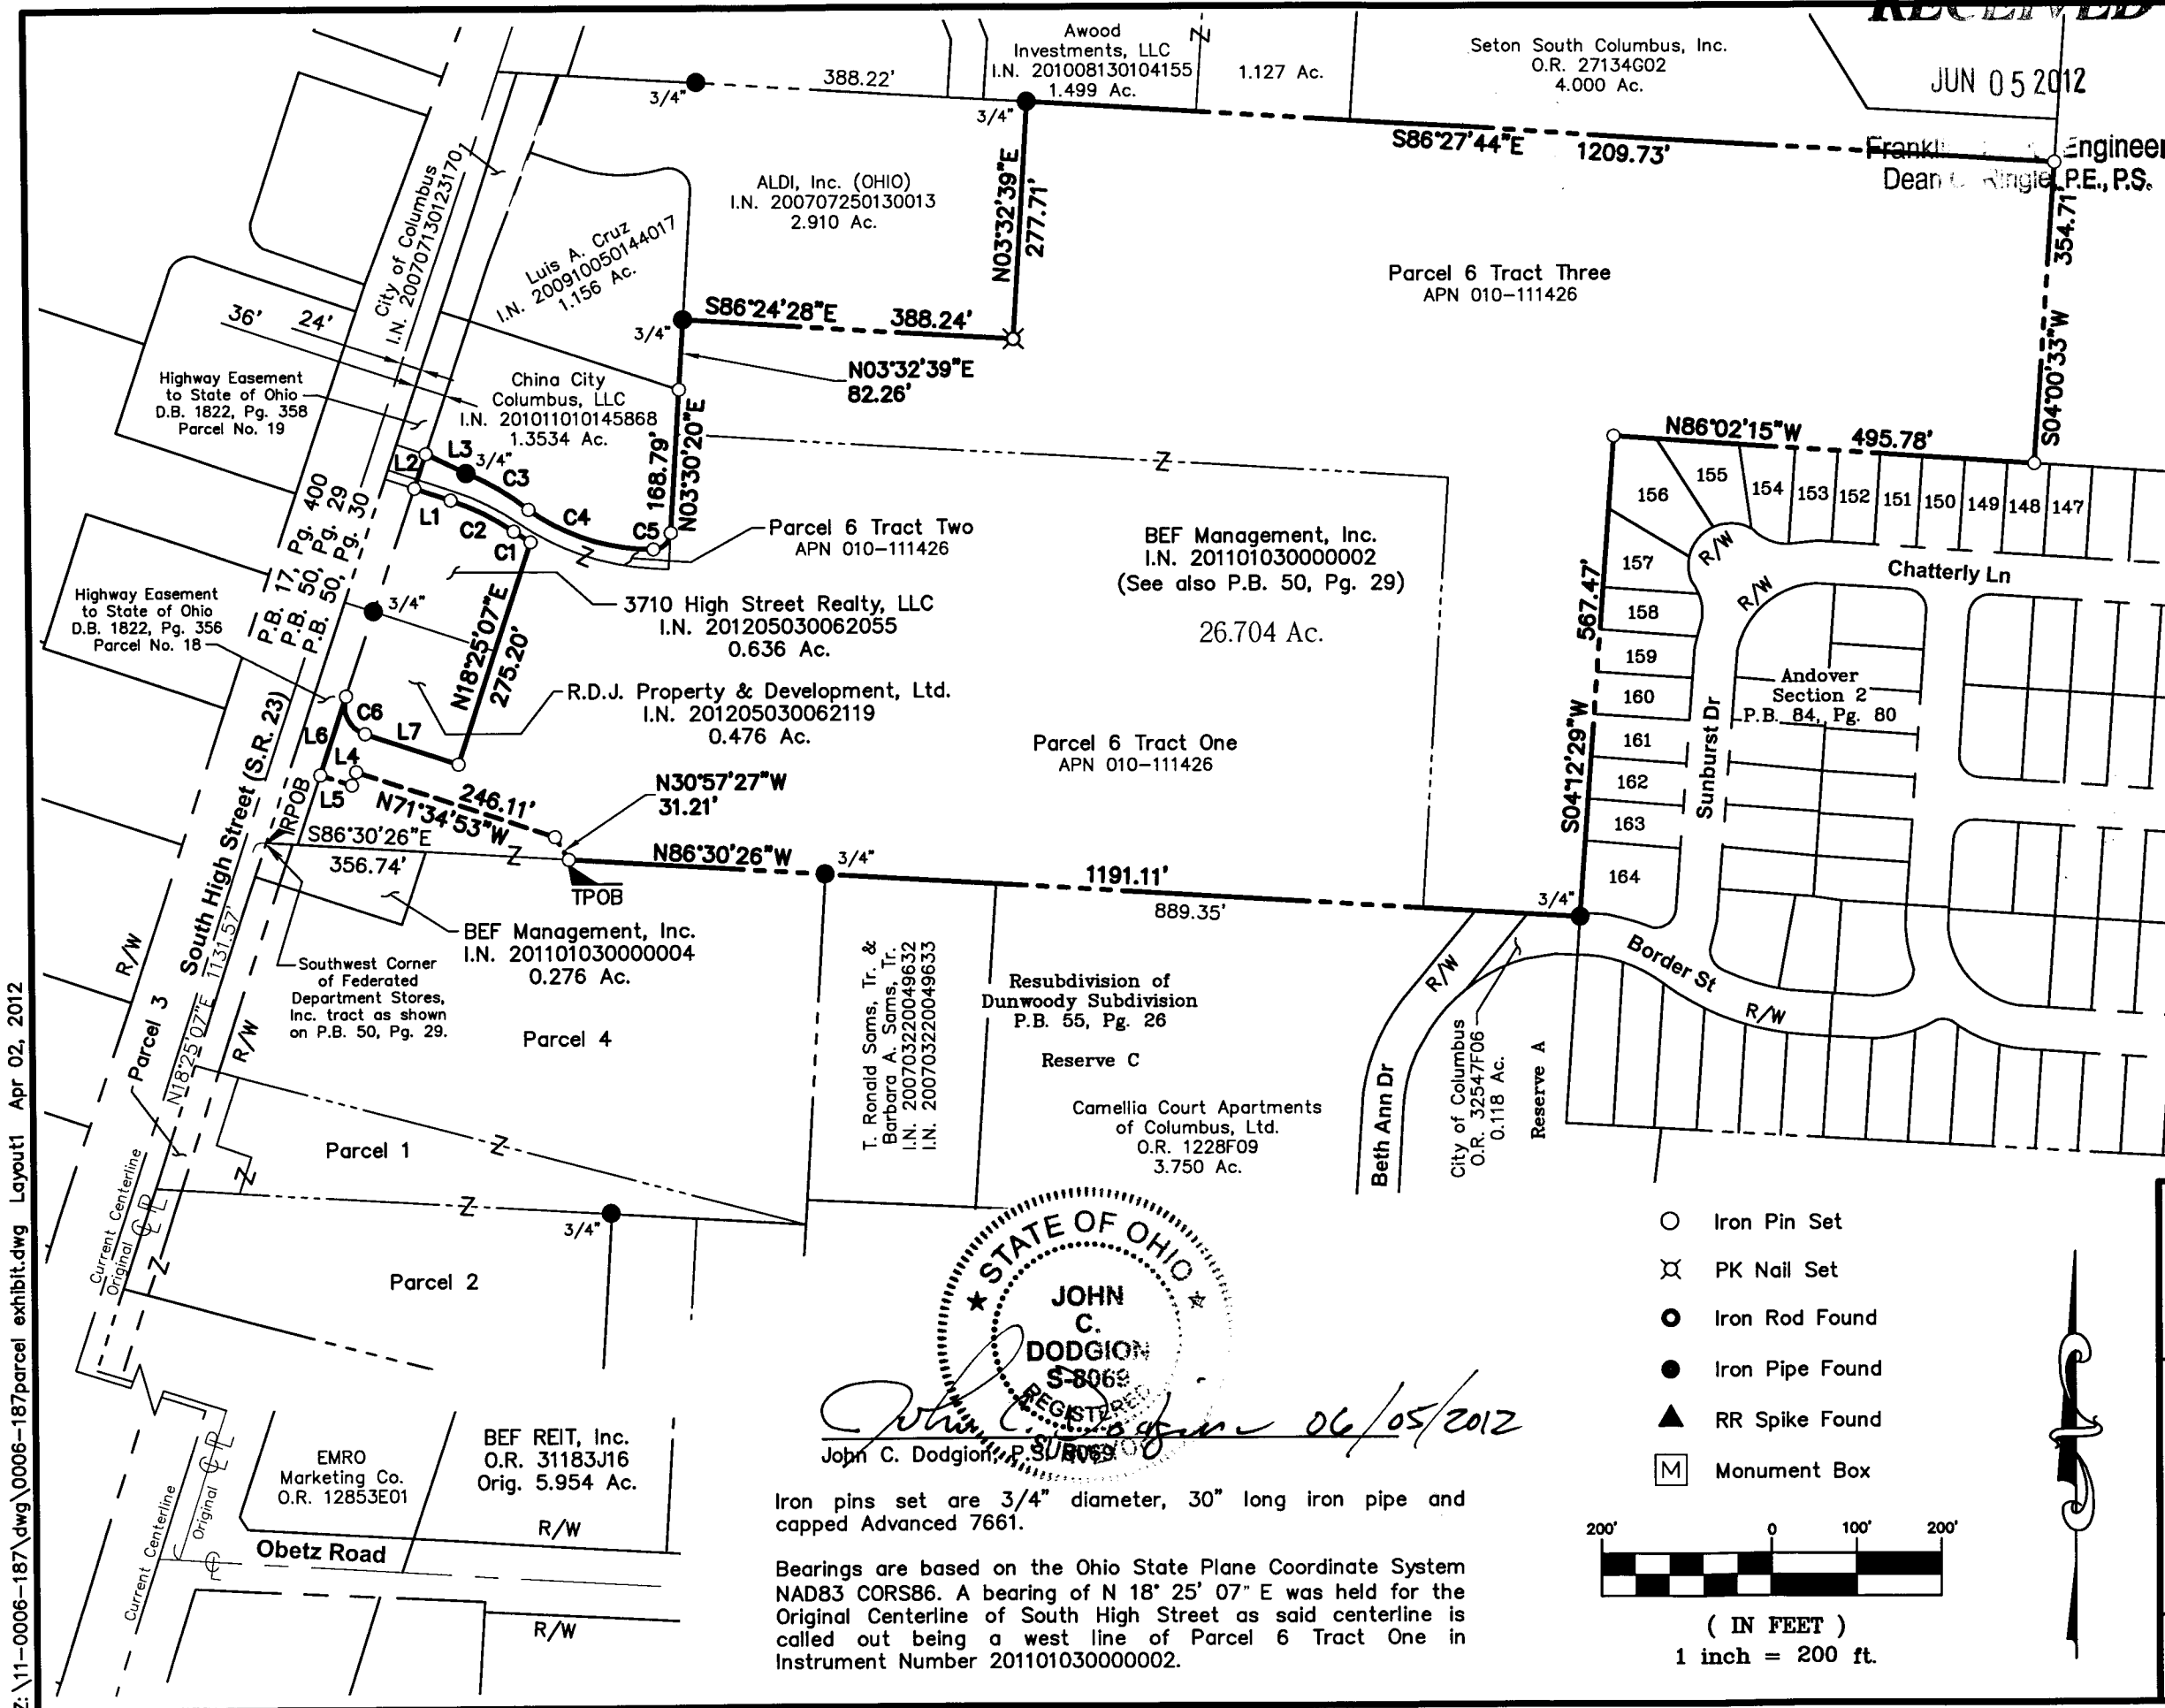 RECEIVED
JUN 05 2012
Engineer
Dean C. Ringle, P.E., P.S.
Awood
Investments, LLC
I.N. 201008130104155
1.499 Ac.
1.127 Ac.
Seton South Columbus, Inc.
O.R. 27134G02
4.000 Ac.
388.22'
3/4"
3/4"
S86°27'44"E 1209.73'
354.71'
S04°00'33"W
N03°32'39"E
277.71'
ALDI, Inc. (OHIO)
I.N. 200707250130013
2.910 Ac.
City of Columbus
I.N. 200707130123170
Luis A. Cruz
I.N. 200910050144017
1.156 Ac.
Parcel 6 Tract Three
APN 010-111426
36' 24'
S86°24'28"E 388.24'
3/4"
N03°32'39"E
82.26'
Highway Easement
to State of Ohio
D.B. 1822, Pg. 358
Parcel No. 19
China City
Columbus, LLC
I.N. 201011010145868
1.3534 Ac.
168.79'
N03°30'20"E
N86°02'15"W 495.78'
L2
L3
3/4"
C3
C4
C5
L1
C2
C1
156
155
154
153
152
151
150
149
148
147
P.B. 17, Pg. 400
P.B. 50, Pg. 29
P.B. 50, Pg. 30
Parcel 6 Tract Two
APN 010-111426
BEF Management, Inc.
I.N. 201101030000002
(See also P.B. 50, Pg. 29)
26.704 Ac.
R/W
R/W
Chatterly Ln
157
158
159
160
161
162
163
164
567.47'
S04°12'29"W
Highway Easement
to State of Ohio
D.B. 1822, Pg. 356
Parcel No. 18
3/4"
3710 High Street Realty, LLC
I.N. 201205030062055
0.636 Ac.
N18°25'07"E
275.20'
R.D.J. Property & Development, Ltd.
I.N. 201205030062119
0.476 Ac.
Andover
Section 2
P.B. 84, Pg. 80
Sunburst Dr
Parcel 6 Tract One
APN 010-111426
C6
L7
L6
L4
L5
246.11'
N71°34'53"W
N30°57'27"W
31.21'
RPOB
S86°30'26"E
356.74'
TPOB
N86°30'26"W
3/4"
1191.11'
889.35'
3/4"
South High Street (S.R. 23)
1131.57'
N18°25'07"E
R/W
R/W
Parcel 3
BEF Management, Inc.
I.N. 201101030000004
0.276 Ac.
Southwest Corner
of Federated
Department Stores,
Inc. tract as shown
on P.B. 50, Pg. 29.
Parcel 4
T. Ronald Sams, Tr. &
Barbara A. Sams, Tr.
I.N. 200703220049632
I.N. 200703220049633
Resubdivision of
Dunwoody Subdivision
P.B. 55, Pg. 26
Reserve C
Camellia Court Apartments
of Columbus, Ltd.
O.R. 1228F09
3.750 Ac.
R/W
Beth Ann Dr
City of Columbus
O.R. 32547F06
0.118 Ac.
Reserve A
Border St
R/W
Parcel 1
Parcel 2
3/4"
Current Centerline
Original
Z:\11-0006-187\dwg\0006-187parcel exhibit.dwg Layout1 Apr 02, 2012
STATE OF OHIO
JOHN
C.
DODGION
S-8069
REGISTERED
SURVEYOR
06/05/2012
John C. Dodgion, P.S. 8069
Iron Pin Set
PK Nail Set
Iron Rod Found
Iron Pipe Found
RR Spike Found
M Monument Box
EMRO
Marketing Co.
O.R. 12853E01
BEF REIT, Inc.
O.R. 31183J16
Orig. 5.954 Ac.
R/W
Obetz Road
R/W
Current Centerline
Original
Iron pins set are 3/4" diameter, 30" long iron pipe and
capped Advanced 7661.
Bearings are based on the Ohio State Plane Coordinate System
NAD83 CORS86. A bearing of N 18° 25' 07" E was held for the
Original Centerline of South High Street as said centerline is
called out being a west line of Parcel 6 Tract One in
Instrument Number 201101030000002.
200' 0 100' 200'
( IN FEET )
1 inch = 200 ft.